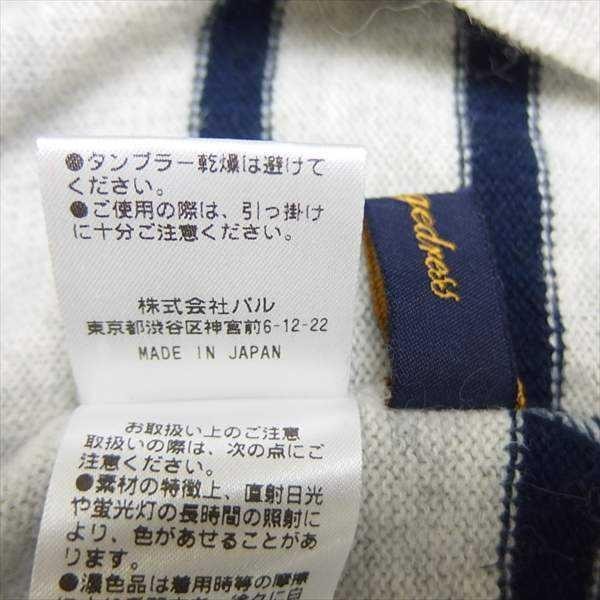 ●タンブラー乾燥は避けて
ください。
●ご使用の際は、引っ掛け
に十分ご注意ください。
株式会社パル
東京都渋谷区神宮前6-12-22
MADE IN JAPAN
pedress
お取扱い上のご注意
取扱いの際は、次の点にご
注意ください。
●素材の特徴上、直射日光
や蛍光灯の長時間の照射に
より、色があせることがあ
ります。
●濃色品は着用時等の摩擦